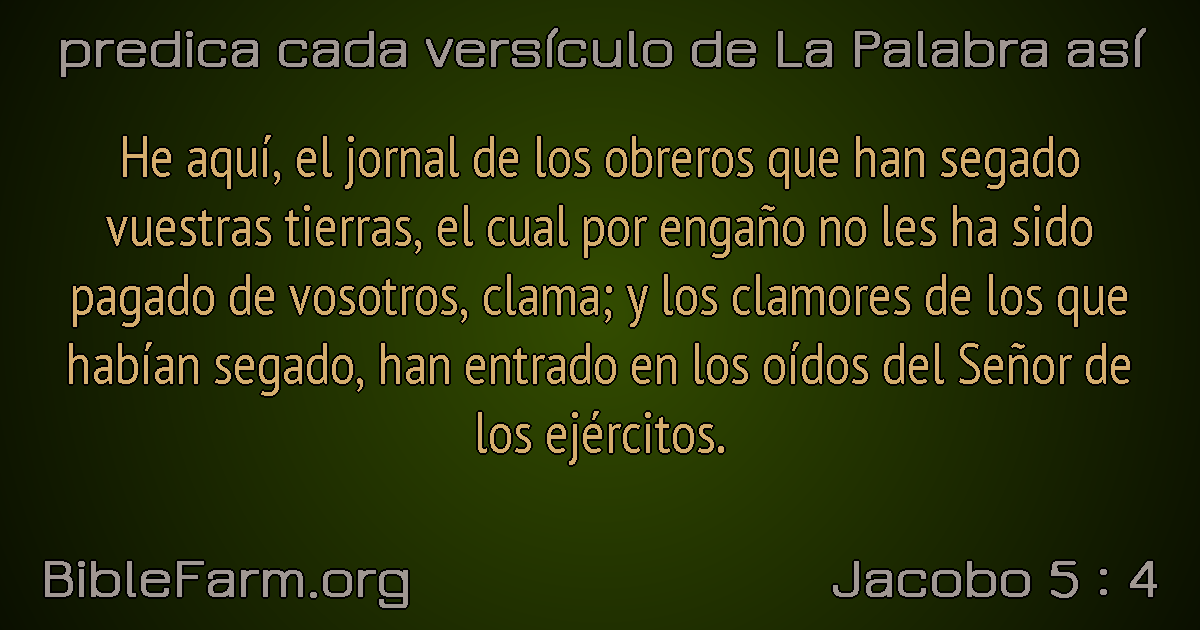 predica cada versículo de La Palabra así
He aquí, el jornal de los obreros que han segado
vuestras tierras, el cual por engaño no les ha sido
pagado de vosotros, clama; y los clamores de los que
habían segado, han entrado en los oídos del Señor de
los ejércitos.
BibleFarm.org
Jacobo 5 : 4